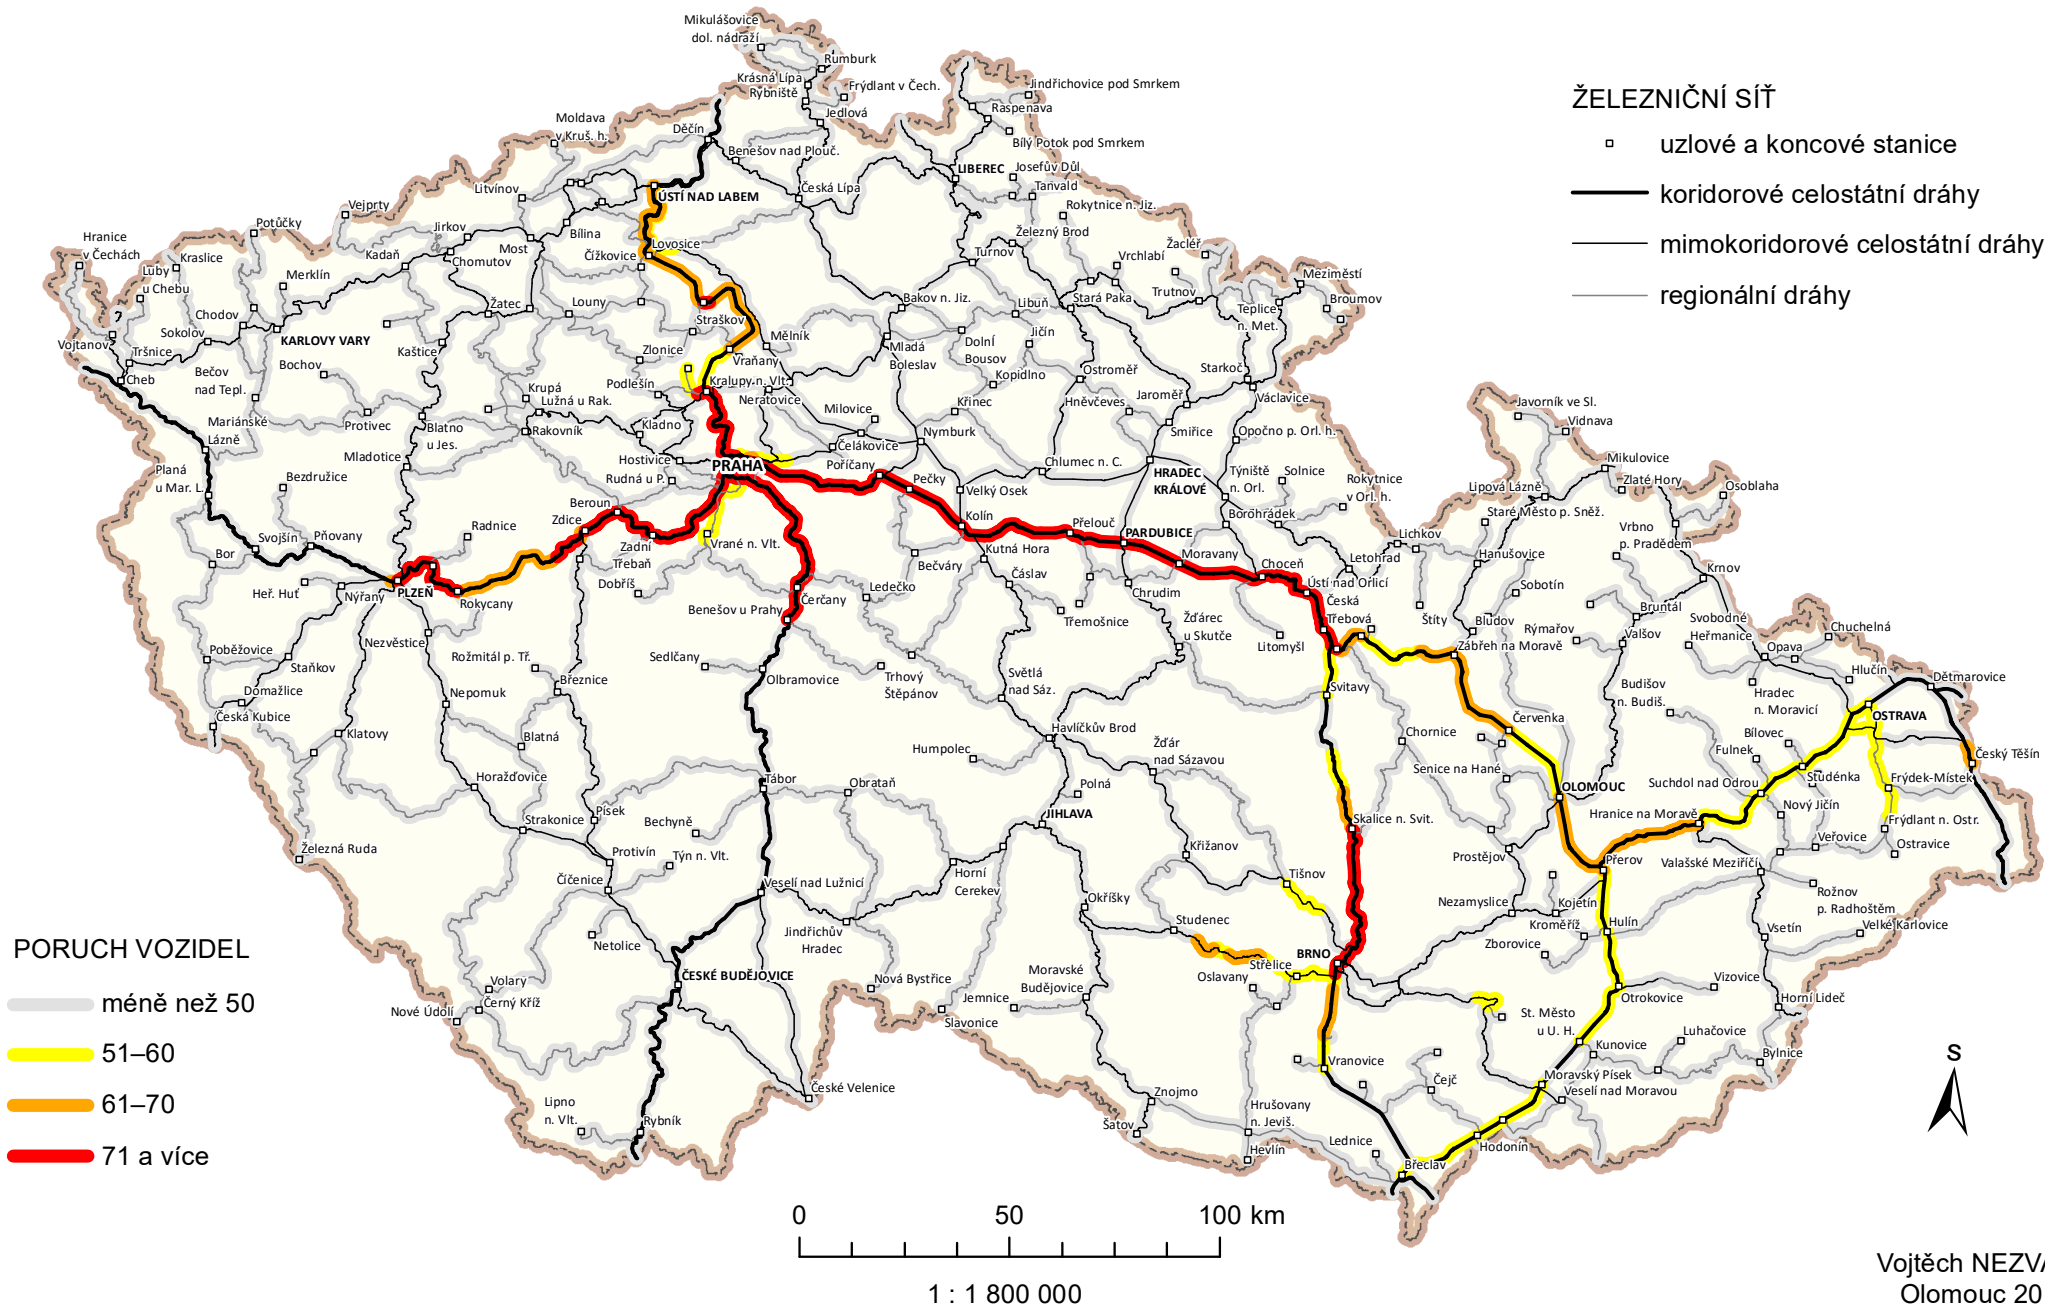 Mikulášovice
dol. nádraží
Rumburk
Krásná Lípa
Rybniště
Frýdlant v Čech.
Jindřichovice pod Smrkem
Jedlová
Raspenava
Moldava
v Kruš. h.
Děčín
Bílý Potok pod Smrkem
Benešov nad Plouč.
LIBEREC
Josefův Důl
Litvínov
Česká Lípa
Tanvald
ÚSTÍ NAD LABEM
Vejprty
Rokytnice n. Jiz.
Potůčky
Jirkov
Bílina
Hranice
v Čechách
Kadaň
Most
Lovosice
Železný Brod
Žacléř
Kraslice
Luby
u Chebu
Chomutov
Čížkovice
Turnov
Vrchlabí
Meziměstí
Merklín
Žatec
Louny
Bakov n. Jiz.
Libuň
Stará Paka
Trutnov
Broumov
Chodov
Sokolov
Straškov
Teplice
n. Met.
Vojtanov
KARLOVY VARY
Mělník
Jičín
Tršnice
Kaštice
Zlonice
Vraňany
Mladá
Boleslav
Dolní
Bousov
Cheb
Bečov
nad Tepl.
Bochov
Krupá
Podlešín
Kralupy n. Vlt.
Kopidlno
Ostroměř
Starkoč
Lužná u Rak.
Neratovice
Hněvčeves
Jaroměř
Václavice
Javorník ve Sl.
Mariánské
Lázně
Protivec
Blatno
u Jes.
Rakovník
Kladno
Milovice
Křinec
Smiřice
Vidnava
Nymburk
Opočno p. Orl. h.
Čelákovice
Mladotice
Hostivice
PRAHA
Poříčany
Chlumec n. C.
Mikulovice
Planá
u Mar. L.
Bezdružice
Rudná u P.
Pečky
HRADEC
KRÁLOVÉ
Týniště
n. Orl.
Solnice
Rokytnice
v Orl. h.
Lipová Lázně
Zlaté Hory
Osoblaha
Beroun
Velký Osek
Staré Město p. Sněž.
Svojšín
Pňovany
Radnice
Zdice
Kolín
Přelouč
Borohrádek
Vrbno
p. Pradědem
PARDUBICE
Lichkov
Bor
Zadní
Třebaň
Vrané n. Vlt.
Kutná Hora
Moravany
Choceň
Letohrad
Hanušovice
Bečváry
Heř. Huť
Nýřany
PLZEŇ
Rokycany
Dobříš
Ledečko
Čáslav
Chrudim
Ústí nad Orlicí
Sobotín
Krnov
Benešov u Prahy
Čerčany
Třemošnice
Žďárec
u Skutče
Česká
Třebová
Štíty
Bludov
Rýmařov
Bruntál
Svobodné
Heřmanice
Chuchelná
Nezvěstice
Litomyšl
Zábřeh na Moravě
Valšov
Opava
Poběžovice
Staňkov
Rožmitál p. Tř.
Sedlčany
Olbramovice
Trhový
Štěpánov
Světlá
nad Sáz.
Svitavy
Budišov
n. Budiš.
Hlučín
Dětmarovice
Domažlice
Nepomuk
Březnice
Hradec
n. Moravicí
OSTRAVA
Česká Kubice
Klatovy
Blatná
Havlíčkův Brod
Červenka
Chornice
Bílovec
Humpolec
Žďár
nad Sázavou
Fulnek
Český Těšín
Horažďovice
Tábor
Obrataň
Polná
Senice na Hané
OLOMOUC
Suchdol nad Odrou
Studénka
Frýdek-Místek
Písek
Bechyně
JIHLAVA
Skalice n. Svit.
Hranice na Moravě
Nový Jičín
Frýdlant n. Ostr.
Strakonice
Železná Ruda
Protivín
Týn n. Vlt.
Křižanov
Prostějov
Přerov
Valašské Meziříčí
Veřovice
Ostravice
Číčenice
Veselí nad Lužnicí
Horní
Cerekev
Tišnov
Rožnov
p. Radhoštěm
Okříšky
Nezamyslice
Kojetín
Kroměříž
Hulín
Jindřichův
Hradec
Studenec
Vsetín
Velké Karlovice
Netolice
BRNO
Zborovice
PORUCH VOZIDEL
Střelice
Oslavany
Moravské
Budějovice
ČESKÉ BUDĚJOVICE
Nová Bystřice
Vizovice
Volary
Černý Kříž
Nové Údolí
Jemnice
Slavonice
Otrokovice
Horní Lideč
St. Město
u U. H.
Luhačovice
Kunovice
Bylnice
Vranovice
České Velenice
Čejč
Moravský Písek
Veselí nad Moravou
Znojmo
Lipno
n. Vlt.
Rybník
Šatov
Hrušovany
n. Jeviš.
Lednice
Hodonín
Hevlín
Břeclav
méně než 50
51–60
61–70
71 a více
ŽELEZNIČNÍ SÍŤ
uzlové a koncové stanice
koridorové celostátní dráhy
mimokoridorové celostátní dráhy
regionální dráhy
S
0 50 100 km
1 : 1 800 000
Vojtěch NEZV
Olomouc 20